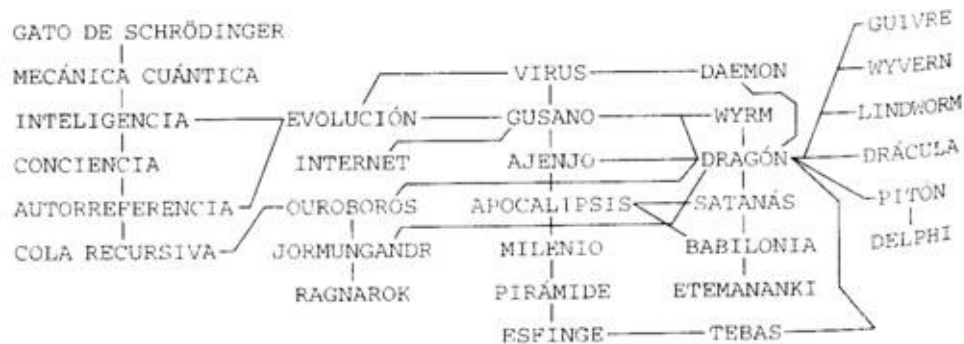 GATO DE SCHRÖDINGER
MECÁNICA CUÁNTICA
INTELIGENCIA
CONCIENCIA
AUTORREFERENCIA
COLA RECURSIVA
EVOLUCIÓN
INTERNET
OUROBOROS
JORMUNGANDR
RAGNAROK
VIRUS
GUSANO
AJENJO
APOCALIPSIS
MILENIO
PIRÁMIDE
ESFINGE
DAEMON
WYRM
DRAGÓN
SATANÁS
BABILONIA
ETEMANANKI
TEBAS
GUIVRE
WYVERN
LINDWORM
DRÁCULA
PITÓN
DELPHI